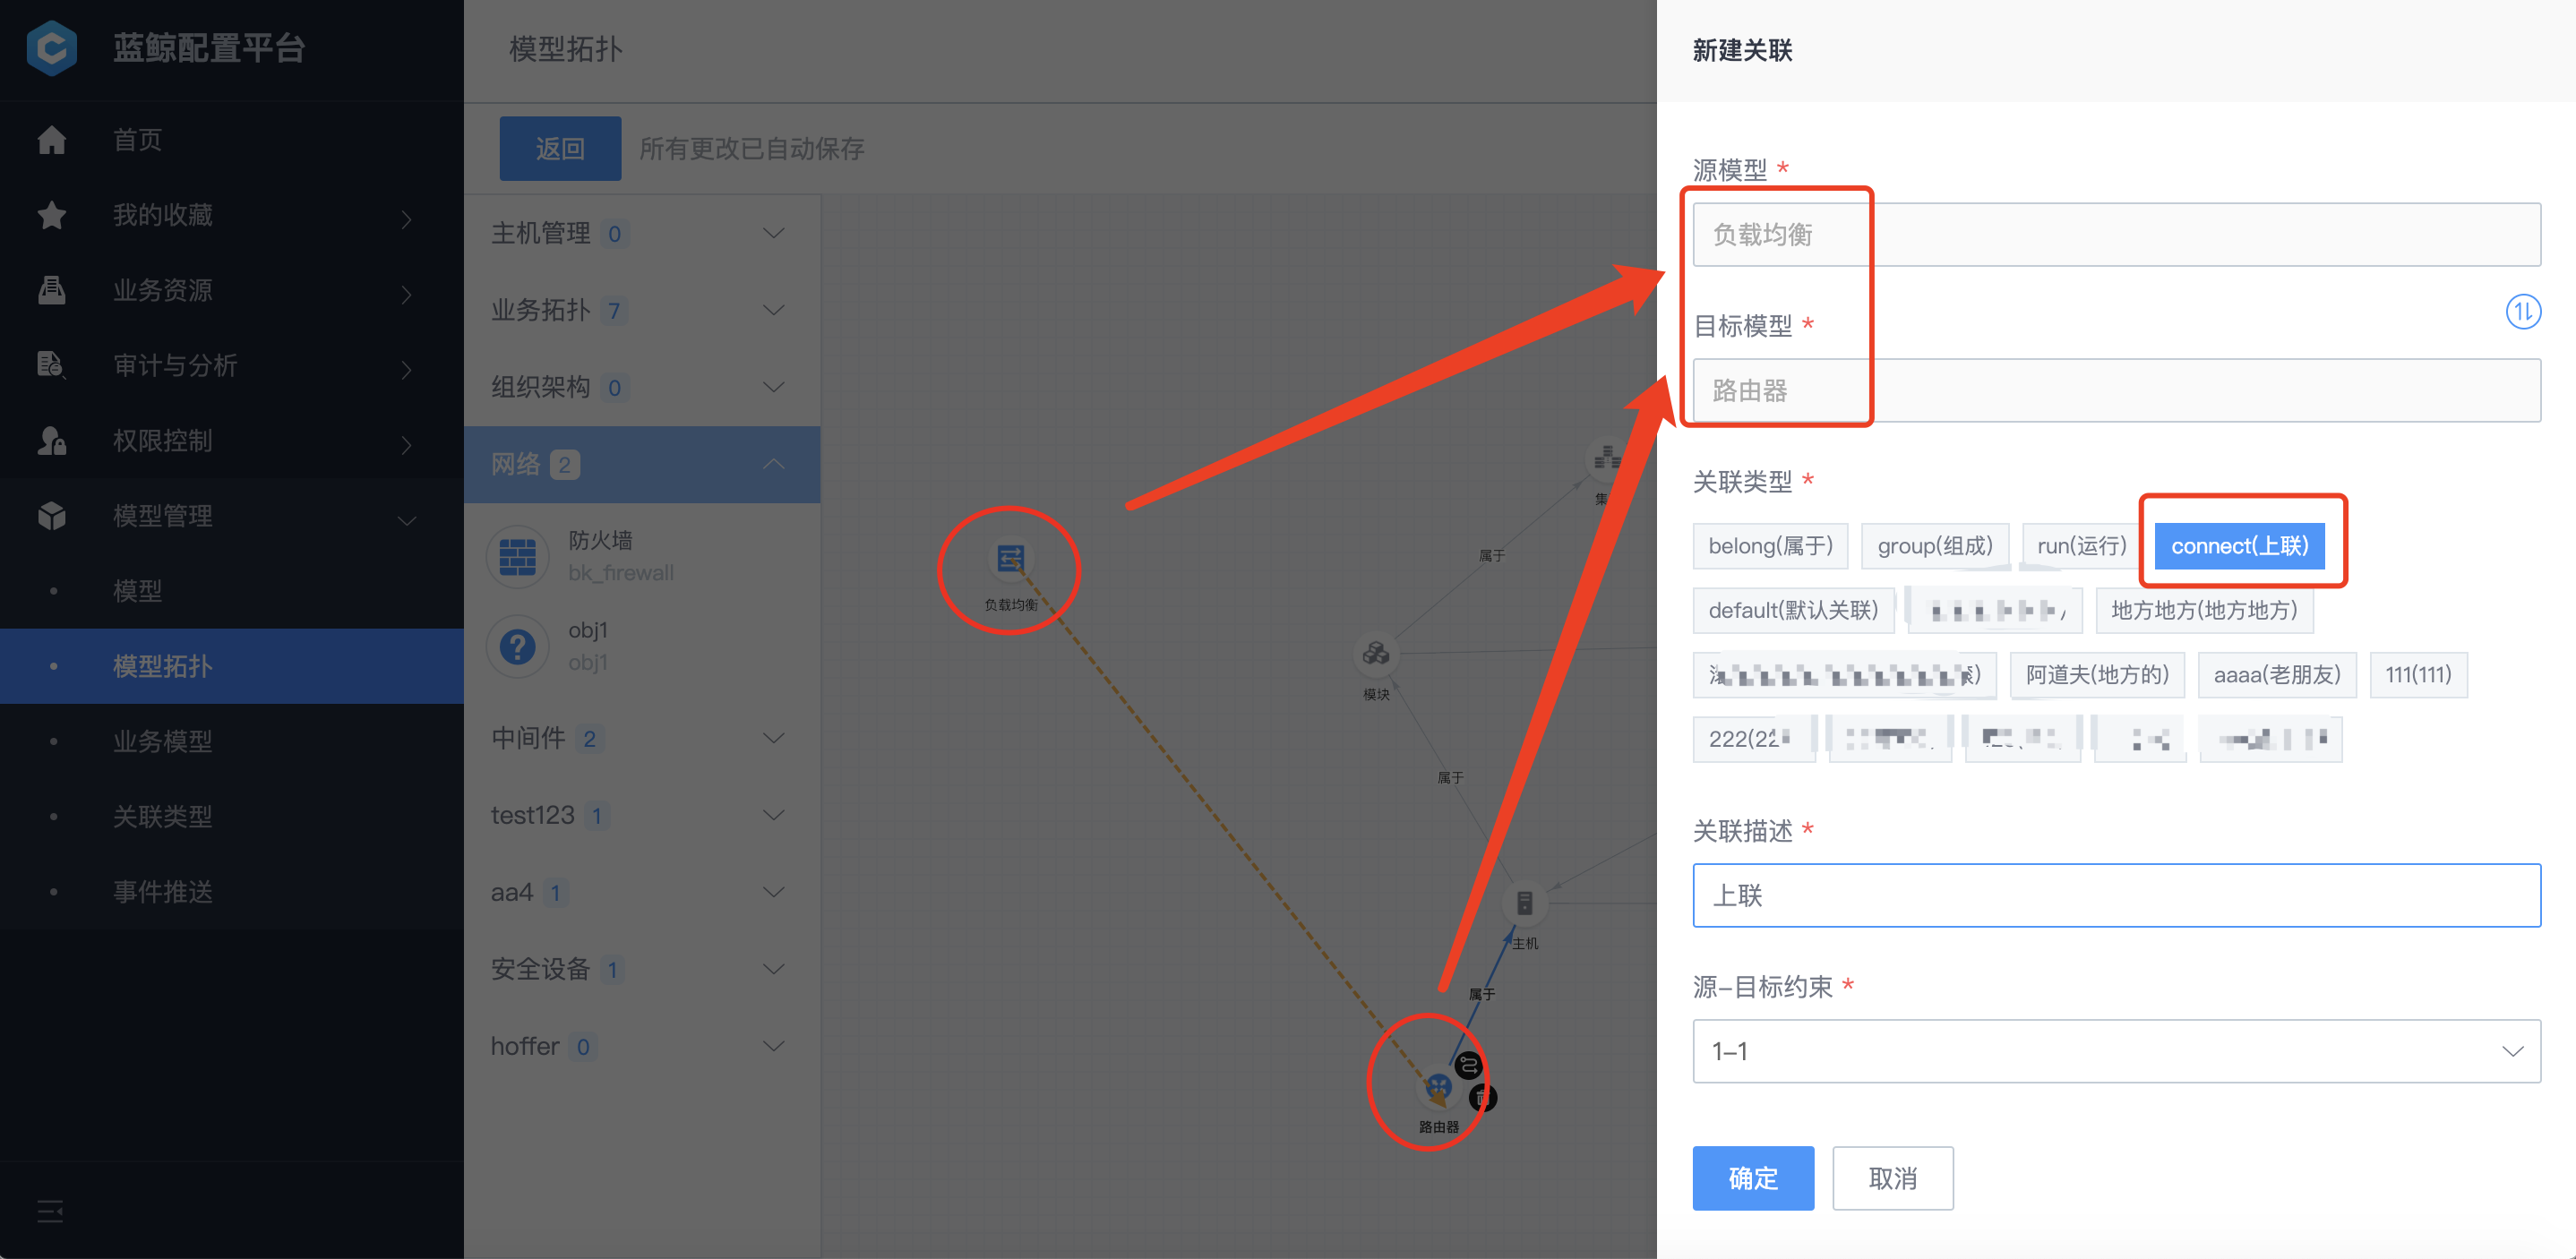 蓝鲸配置平台
首页
我的收藏
业务资源
审计与分析
权限控制
模型管理
模型
模型拓扑
业务模型
关联类型
事件推送
模型拓扑
返回 所有更改已自动保存
主机管理 0
业务拓扑 7
组织架构 0
网络 2
防火墙
bk_firewall
obj1
obj1
中间件 2
test123 1
aa4 1
安全设备 1
hoffer 0
负载均衡
集
属于
模块
属于
主机
属于
路由器
新建关联
源模型 *
负载均衡
目标模型 *
路由器
关联类型 *
belong(属于) group(组成) run(运行) connect(上联)
default(默认关联) 地方地方(地方地方)
阿道夫(地方的) aaaa(老朋友) 111(111)
222(22
关联描述 *
上联
源-目标约束 *
1-1
确定 取消